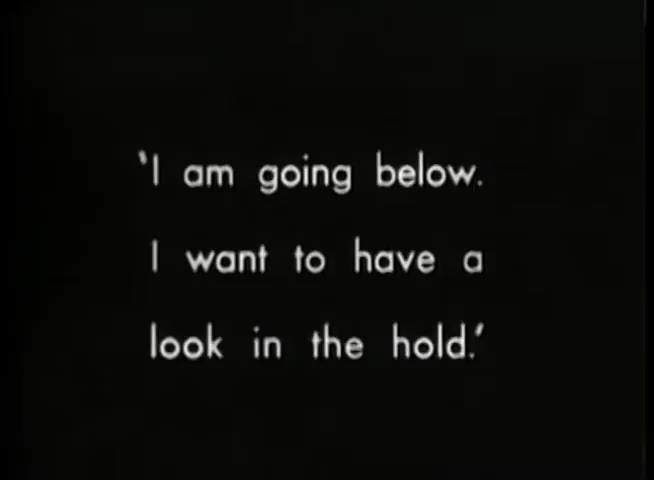 'I am going below.
I want to have a
look in the hold.'